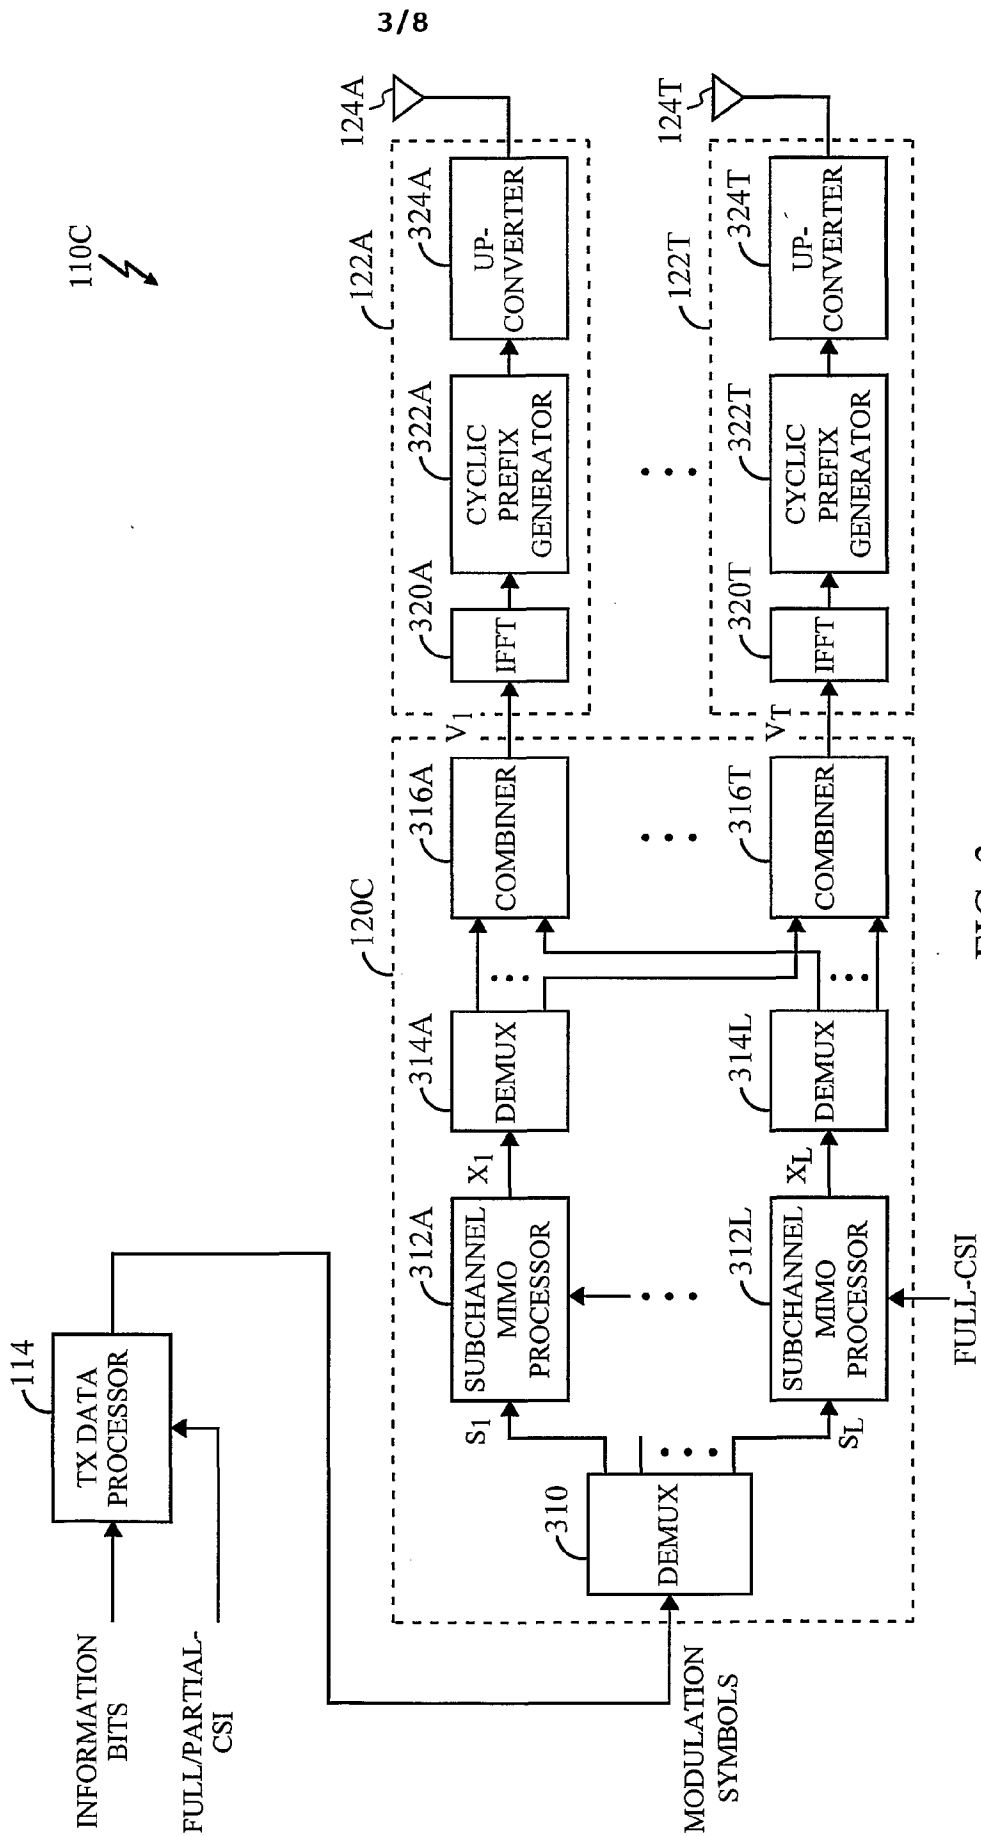 3/8
110C
INFORMATION
BITS
FULL/PARTIAL-
CSI
114
TX DATA
PROCESSOR
MODULATION
SYMBOLS
120C
310
DEMUX
S1
SL
312A
SUBCHANNEL
MIMO
PROCESSOR
312L
SUBCHANNEL
MIMO
PROCESSOR
FULL-CSI
X1
XL
314A
DEMUX
314L
DEMUX
316A
COMBINER
316T
COMBINER
V1
VT
122A
320A
IFFT
322A
CYCLIC
PREFIX
GENERATOR
324A
UP-
CONVERTER
124A
122T
320T
IFFT
322T
CYCLIC
PREFIX
GENERATOR
324T
UP-
CONVERTER
124T